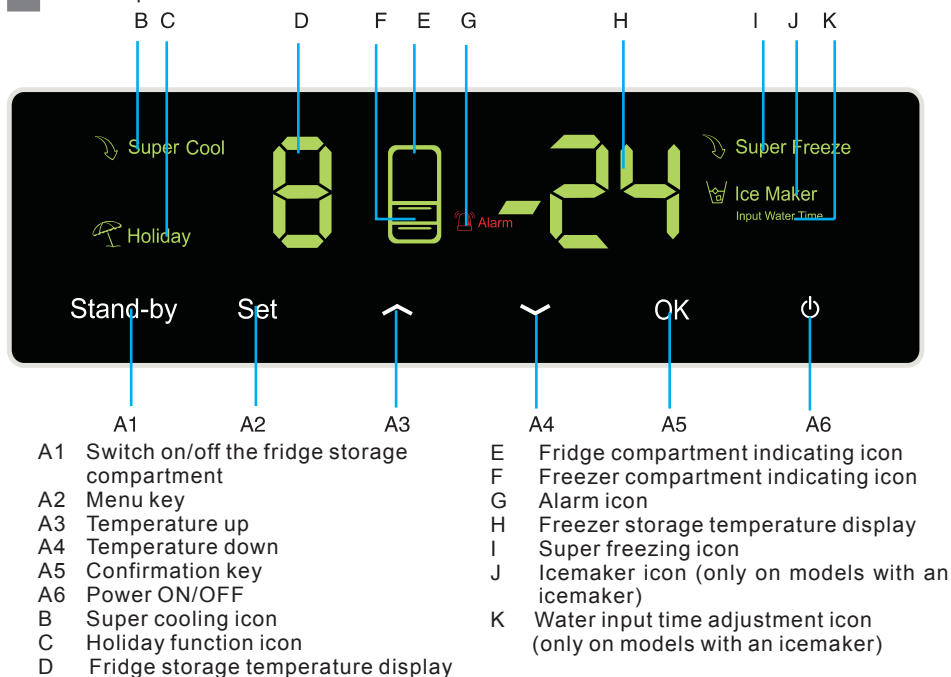 B C D F E G H I J K
Super Cool
8
-24
Super Freeze
Ice Maker
Input Water Time
Alarm
Holiday
Stand-by Set OK
A1 A2 A3 A4 A5 A6
A1 Switch on/off the fridge storage
compartment
A2 Menu key
A3 Temperature up
A4 Temperature down
A5 Confirmation key
A6 Power ON/OFF
B Super cooling icon
C Holiday function icon
D Fridge storage temperature display
E Fridge compartment indicating icon
F Freezer compartment indicating icon
G Alarm icon
H Freezer storage temperature display
I Super freezing icon
J Icemaker icon (only on models with an
icemaker)
K Water input time adjustment icon
(only on models with an icemaker)